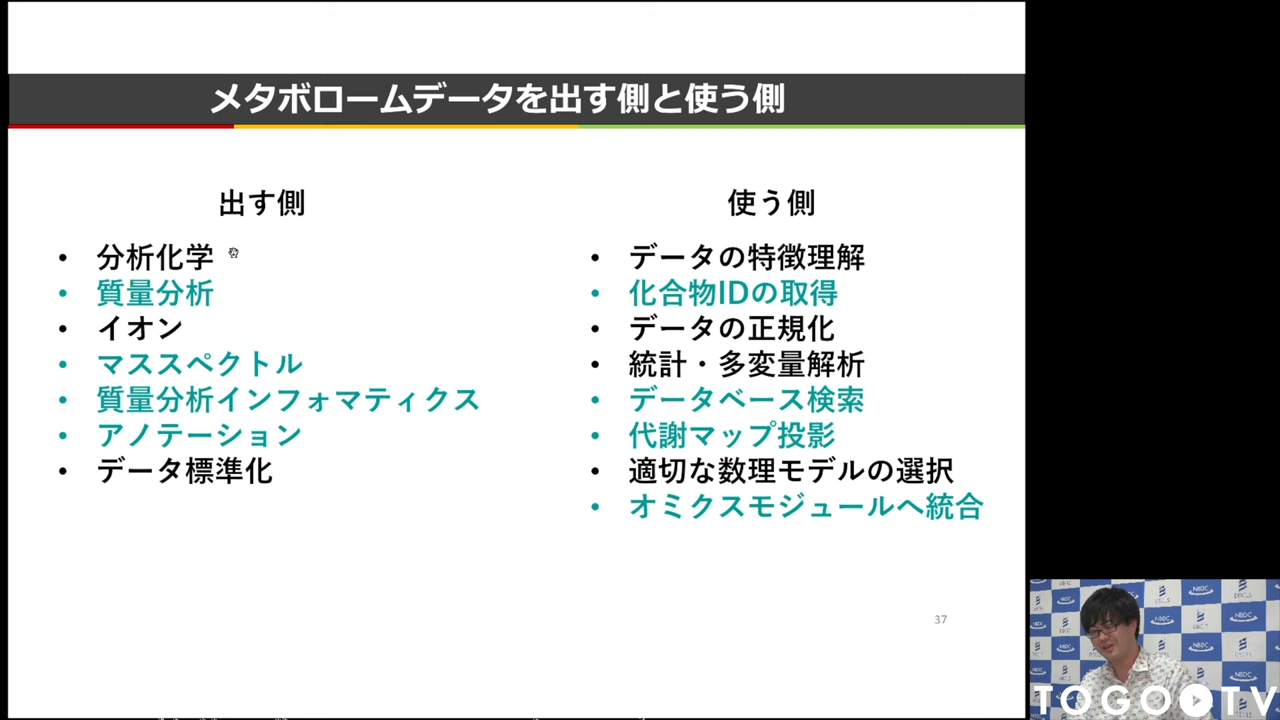 メタボロームデータを出す側と使う側
出す側
• 分析化学
• 質量分析
• イオン
• マススペクトル
• 質量分析インフォマティクス
• アノテーション
• データ標準化
使う側
• データの特徴理解
• 化合物IDの取得
• データの正規化
• 統計・多変量解析
• データベース検索
• 代謝マップ投影
• 適切な数理モデルの選択
• オミクスモジュールへ統合
37
NBDC
DBCLS
NBDC
NBDC
NBDC
TOGO TV